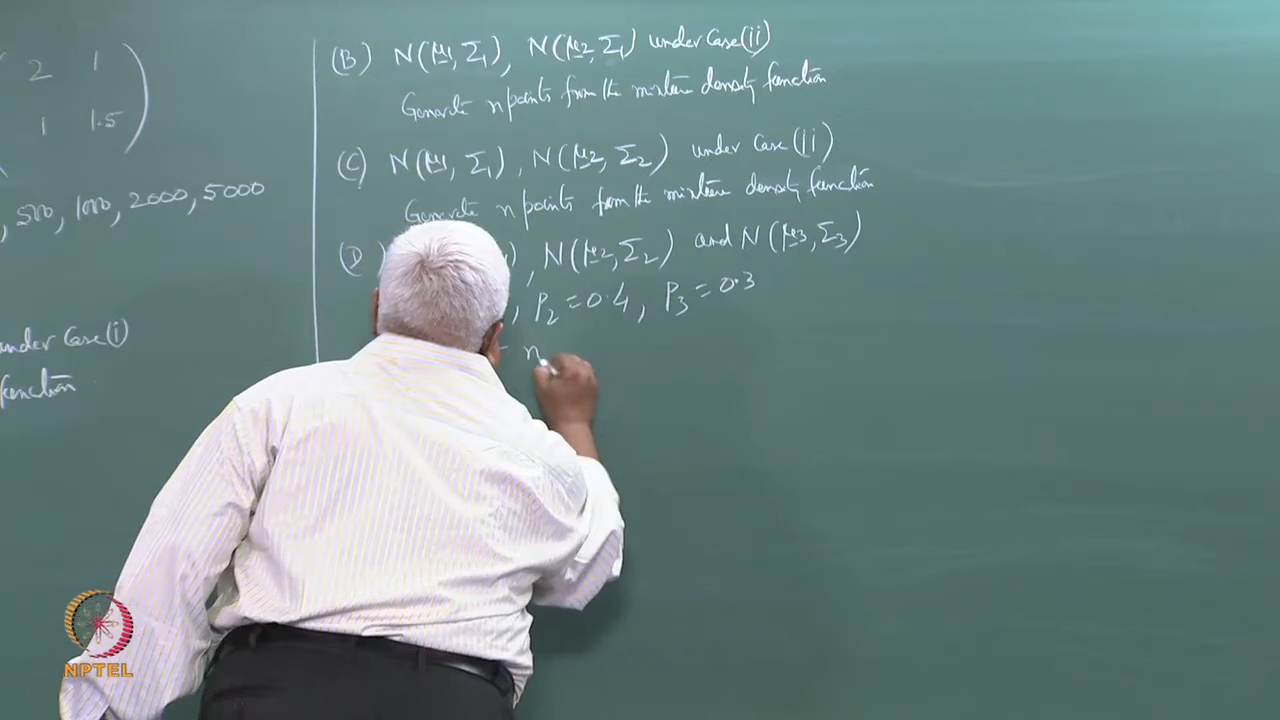 2 1
1 1.5
, 500, 1000, 2000, 5000
under Case (i)
function
(B) N(μ1, Σ1), N(μ2, Σ1) under Case (ii)
Generate n points from the mixture density function
(C) N(μ1, Σ1), N(μ2, Σ2) under Case (ii)
Generate n points from the mixture density function
(D) ), N(μ2, Σ2) and N(μ3, Σ3)
, P2 = 0.4, P3 = 0.3
n
NPTEL